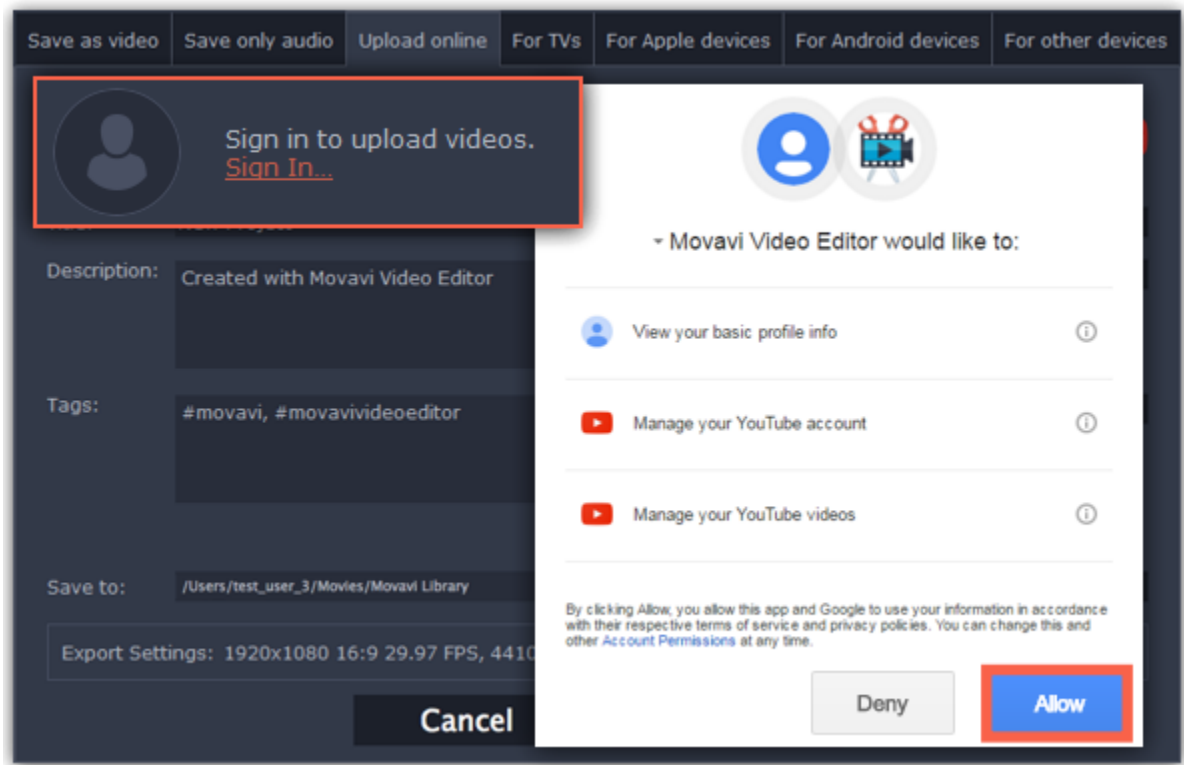 Save as video
Save only audio
Upload online
For TVs
For Apple devices
For Android devices
For other devices
Sign in to upload videos.
Sign In...
Description:
Created with Movavi Video Editor
Tags:
#movavi, #movavivideoeditor
Save to:
/Users/test_user_3/Movies/Movavi Library
Export Settings: 1920x1080 16:9 29.97 FPS, 4410
Cancel
Movavi Video Editor would like to:
View your basic profile info
Manage your YouTube account
Manage your YouTube videos
By clicking Allow, you allow this app and Google to use your information in accordance
with their respective terms of service and privacy policies. You can change this and
other Account Permissions at any time.
Deny
Allow